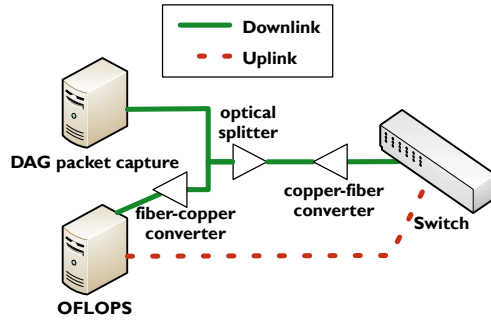 Downlink
Uplink
optical
splitter
DAG packet capture
fiber-copper
converter
copper-fiber
converter
Switch
OFLOPS